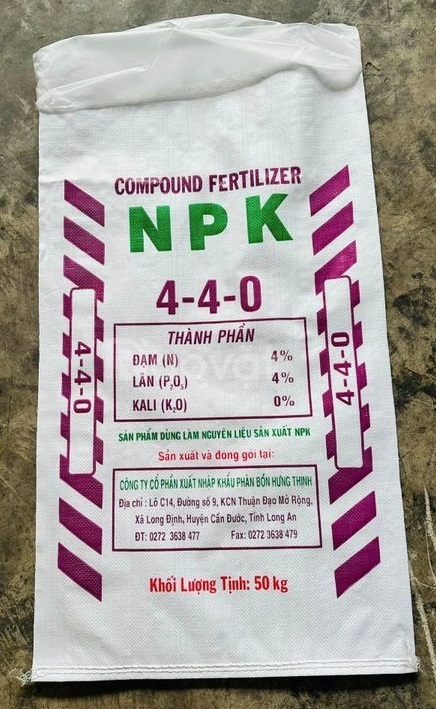 COMPOUND FERTILIZER
NPK
4-4-0
THÀNH PHẦN
ĐẠM (N) 4%
LÂN (P₂O₅) 4%
KALI (K₂O) 0%
4-4-0
4-4-0
SẢN PHẨM DÙNG LÀM NGUYÊN LIỆU SẢN XUẤT NPK
Sản xuất và đóng gói tại:
CÔNG TY CỔ PHẦN XUẤT NHẬP KHẨU PHÂN BÓN HƯNG THỊNH
Địa chỉ : Lô C14, Đường số 9, KCN Thuận Đạo Mở Rộng,
Xã Long Định, Huyện Cần Đước, Tỉnh Long An
ĐT: 0272 3638 477 Fax: 0272 3638 479
Khối Lượng Tịnh: 50 kg